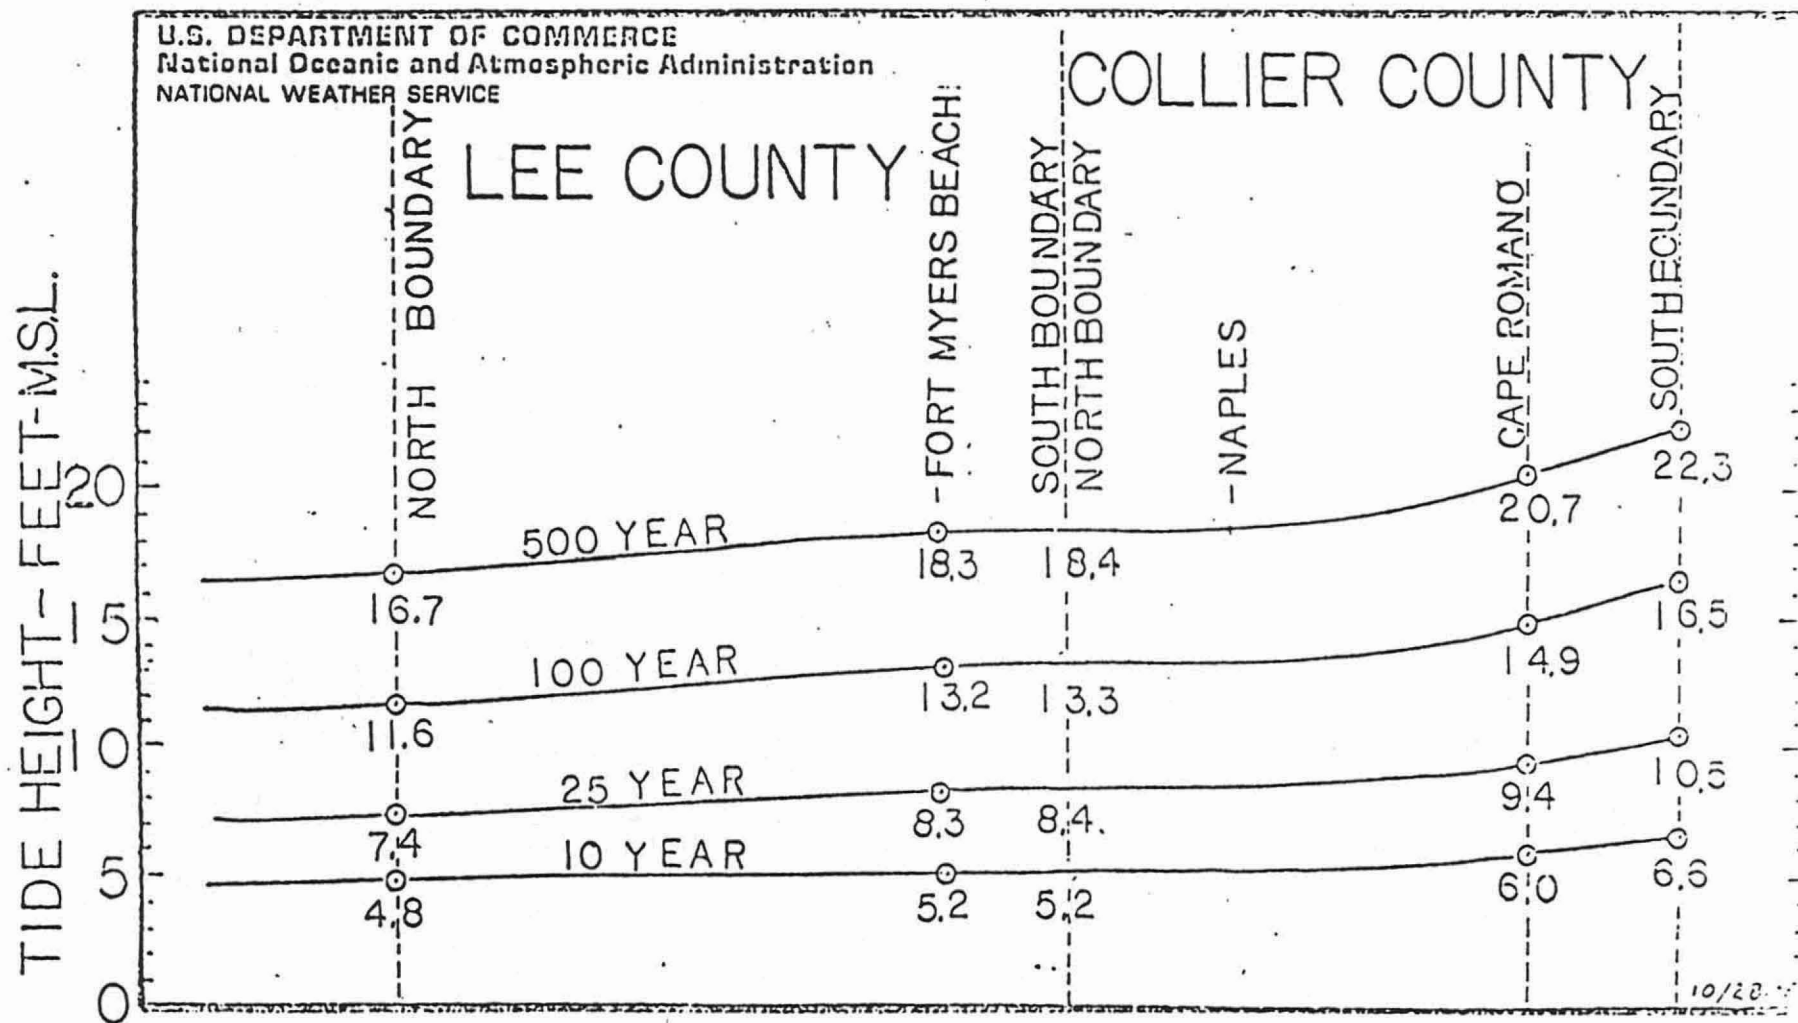 U.S. DEPARTMENT OF COMMERCE
National Oceanic and Atmospheric Administration
NATIONAL WEATHER SERVICE
LEE COUNTY
COLLIER COUNTY
NORTH BOUNDARY
-FORT MYERS BEACH
SOUTH BOUNDARY
NORTH BOUNDARY
-NAPLES
CAPE ROMANO
SOUTH BOUNDARY
TIDE HEIGHT-FEET-M.S.L.
20
15
10
5
0
500 YEAR
16.7
18.3
18.4
20.7
22.3
100 YEAR
11.6
13.2
13.3
14.9
16.5
25 YEAR
7.4
8.3
8.4
9.4
10.5
10 YEAR
4.8
5.2
5.2
6.0
6.6